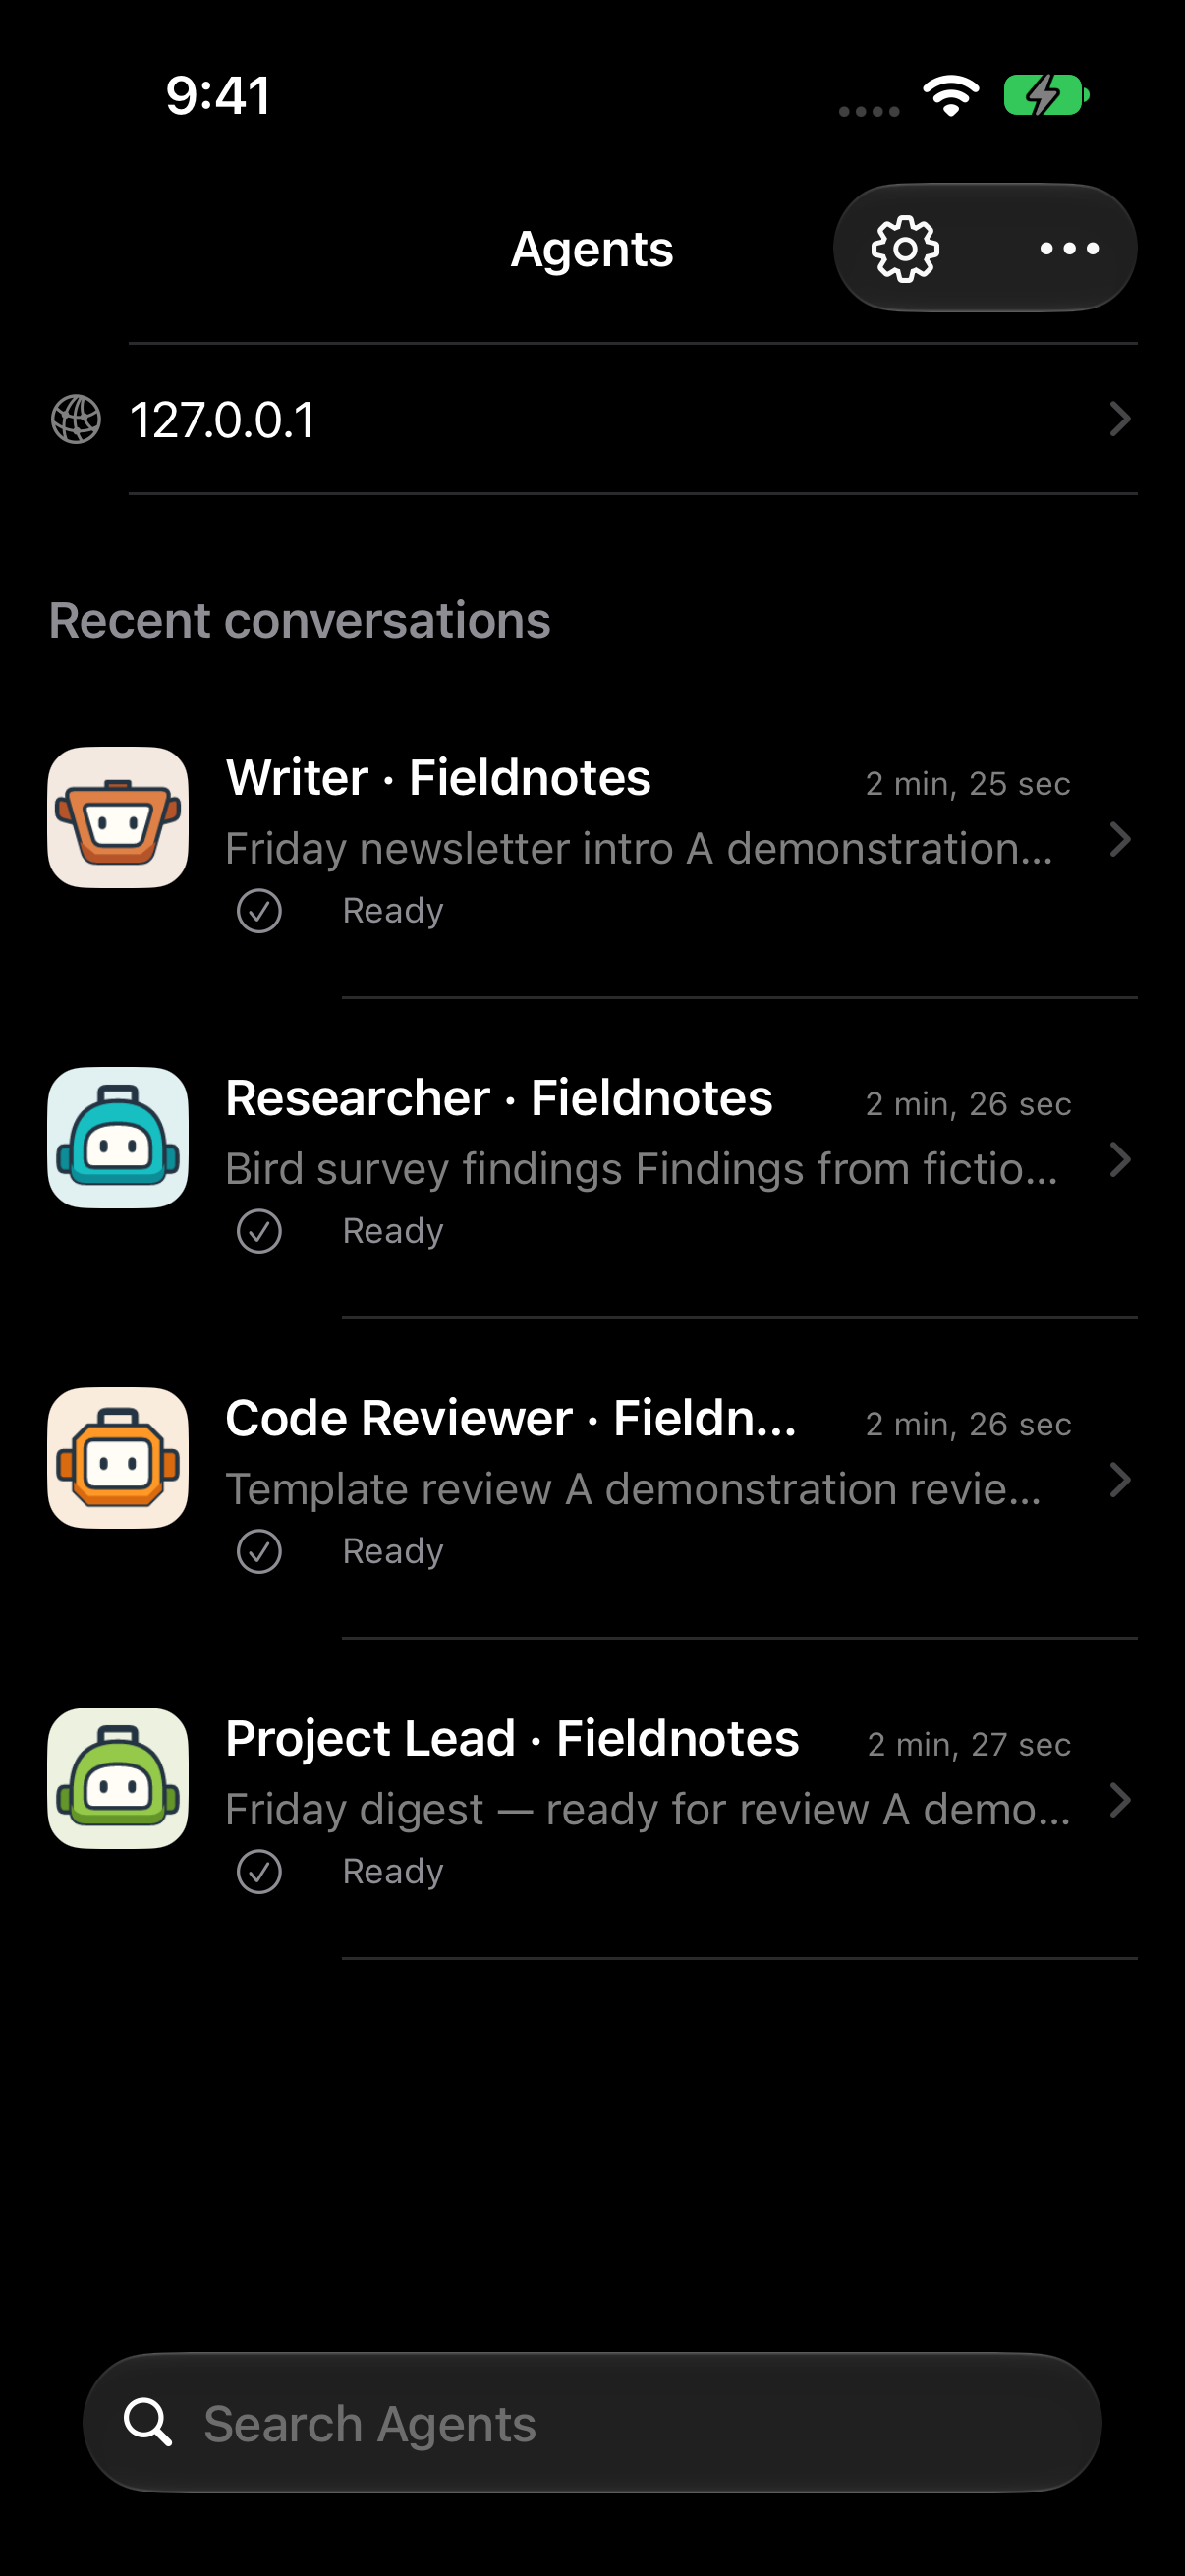 9:41
Agents
127.0.0.1
Recent conversations
Writer · Fieldnotes
2 min, 25 sec
Friday newsletter intro A demonstration...
Ready
Researcher · Fieldnotes
2 min, 26 sec
Bird survey findings Findings from fictio...
Ready
Code Reviewer · Fieldn...
2 min, 26 sec
Template review A demonstration revie...
Ready
Project Lead · Fieldnotes
2 min, 27 sec
Friday digest — ready for review A demo...
Ready
Search Agents